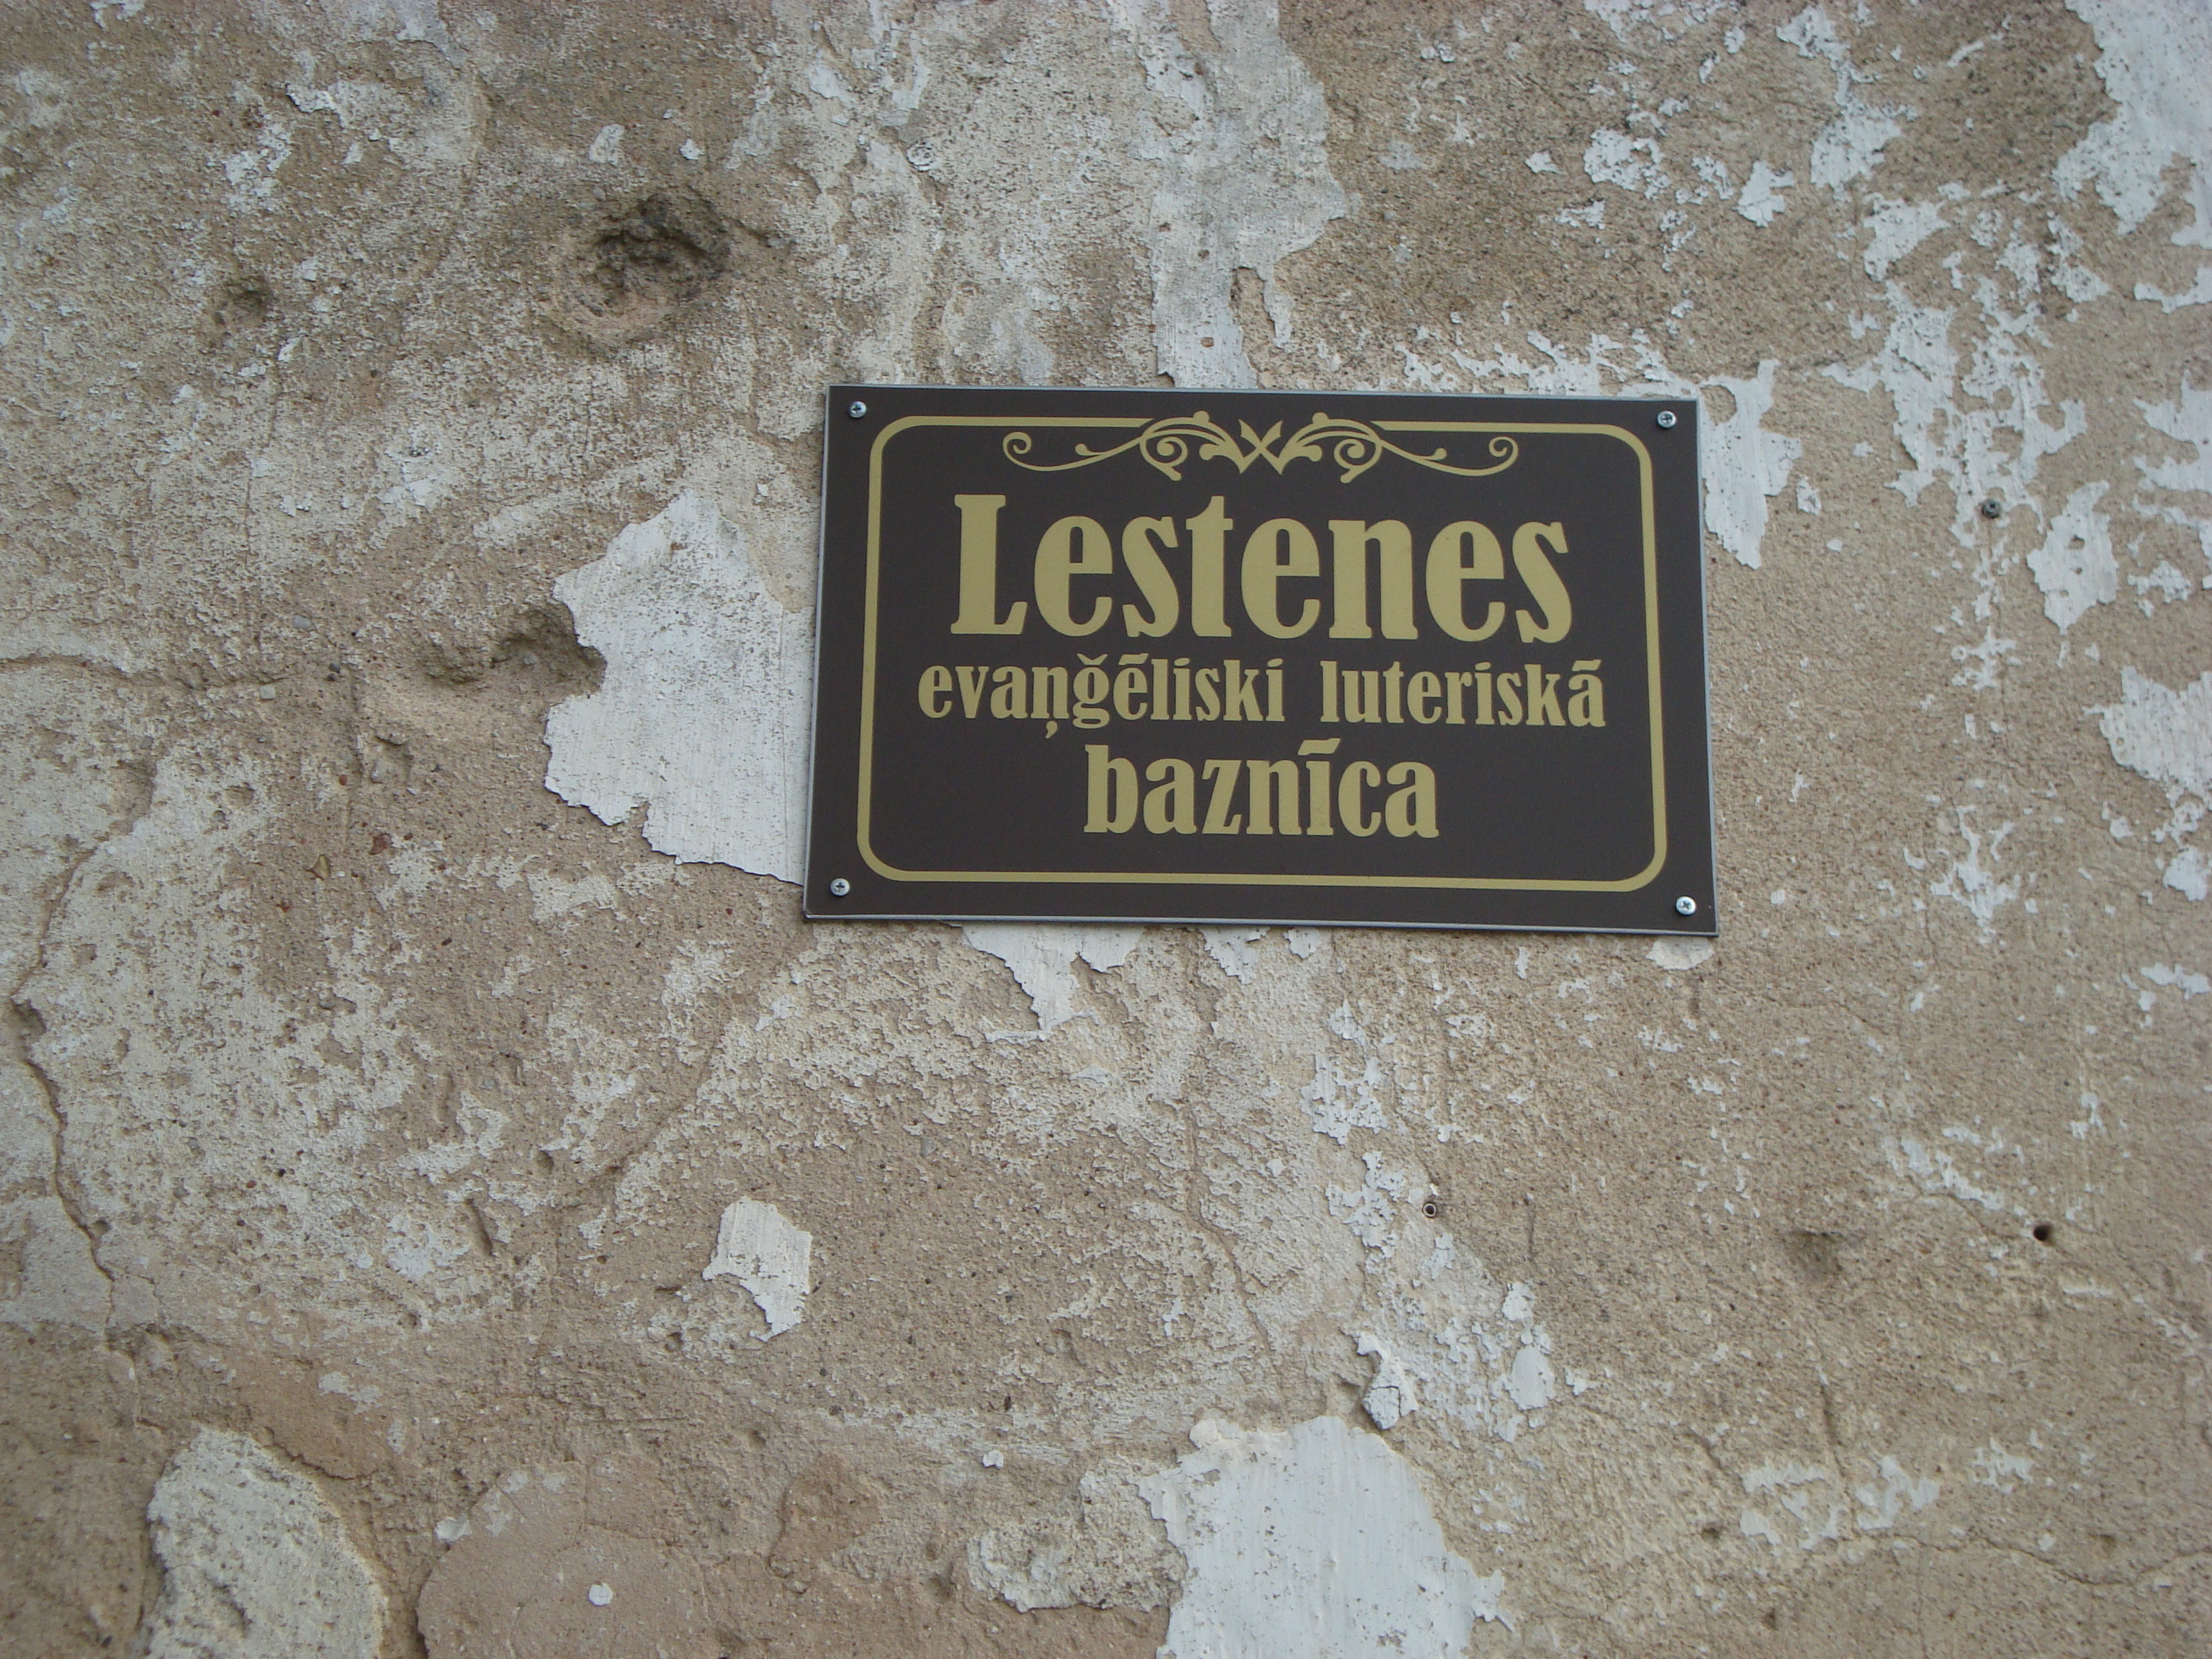 Lestenes
evaņģēliski luteriskā
baznīca